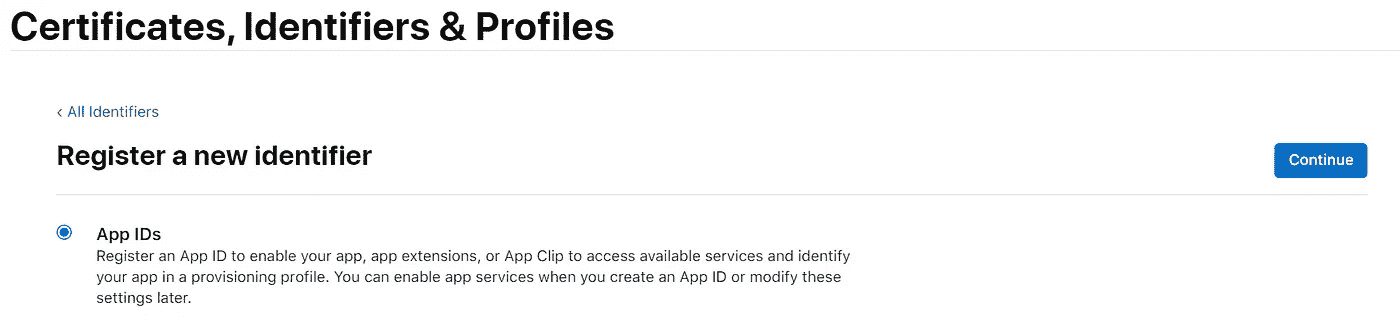 Certificates, Identifiers & Profiles
‹ All Identifiers
Register a new identifier
Continue
App IDs
Register an App ID to enable your app, app extensions, or App Clip to access available services and identify
your app in a provisioning profile. You can enable app services when you create an App ID or modify these
settings later.